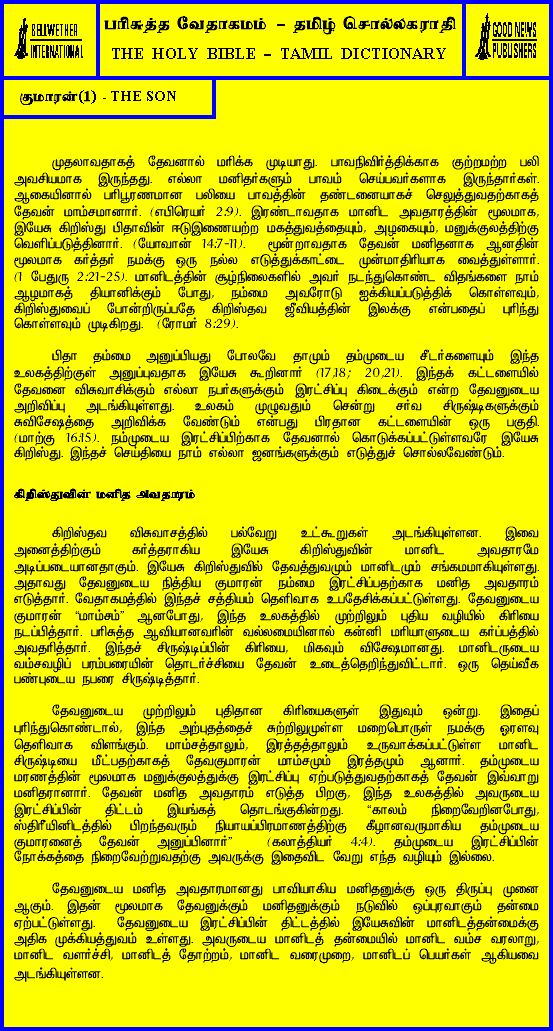 BELLWETHER
INTERNATIONAL
பரிசுத்த வேதாகமம் - தமிழ் சொல்லகராதி
THE HOLY BIBLE - TAMIL DICTIONARY
GOOD NEWS
PUBLISHERS
குமாரன்(1) - THE SON
முதலாவதாகத் தேவனால் மரிக்க முடியாது. பாவநிவிர்த்திக்காக குற்றமற்ற பலி
அவசியமாக இருந்தது. எல்லா மனிதர்களும் பாவம் செய்பவர்களாக இருந்தார்கள்.
ஆகையினால் பரிபூரணமான பலியை பாவத்தின் தண்டனையாகச் செலுத்துவதற்காகத்
தேவன் மாம்சமானார். (எபிரெயர் 2:9). இரண்டாவதாக மானிட அவதாரத்தின் மூலமாக,
இயேசு கிறிஸ்து பிதாவின் ஈடுஇணையற்ற மகத்துவத்தையும், அழகையும், மனுக்குலத்திற்கு
வெளிப்படுத்தினார். (யோவான் 14:7-11). மூன்றாவதாக தேவன் மனிதனாக ஆனதின்
மூலமாக கர்த்தர் நமக்கு ஒரு நல்ல எடுத்துக்காட்டை முன்மாதிரியாக வைத்துள்ளார்.
(1 பேதுரு 2:21-25). மானிடத்தின் சூழ்நிலைகளில் அவர் நடந்துகொண்ட விதங்களை நாம்
ஆழமாகத் தியானிக்கும் போது, நம்மை அவரோடு ஐக்கியப்படுத்திக் கொள்ளவும்,
கிறிஸ்துவைப் போன்றிருப்பதே கிறிஸ்தவ ஜீவியத்தின் இலக்கு என்பதைப் புரிந்து
கொள்ளவும் முடிகிறது. (ரோமர் 8:29).
பிதா தம்மை அனுப்பியது போலவே தாமும் தம்முடைய சீடர்களையும் இந்த
உலகத்திற்குள் அனுப்புவதாக இயேசு கூறினார் (17,18; 20,21). இந்தக் கட்டளையில்
தேவனை விசுவாசிக்கும் எல்லா நபர்களுக்கும் இரட்சிப்பு கிடைக்கும் என்ற தேவனுடைய
அறிவிப்பு அடங்கியுள்ளது. உலகம் முழுவதும் சென்று சர்வ சிருஷ்டிகளுக்கும்
சுவிசேஷத்தை அறிவிக்க வேண்டும் என்பது பிரதான கட்டளையின் ஒரு பகுதி.
(மாற்கு 16:15). நம்முடைய இரட்சிப்பிற்காக தேவனால் கொடுக்கப்பட்டுள்ளவரே இயேசு
கிறிஸ்து. இந்தச் செய்தியை நாம் எல்லா ஜனங்களுக்கும் எடுத்துச் சொல்லவேண்டும்.
கிறிஸ்துவின் மனித அவதாரம்
கிறிஸ்தவ விசுவாசத்தில் பல்வேறு உட்கூறுகள் அடங்கியுள்ளன. இவை
அனைத்திற்கும் கர்த்தராகிய இயேசு கிறிஸ்துவின் மானிட அவதாரமே
அடிப்படையானதாகும். இயேசு கிறிஸ்துவில் தேவத்துவமும் மானிடமும் சங்கமமாகியுள்ளது.
அதாவது தேவனுடைய நித்திய குமாரன் நம்மை இரட்சிப்பதற்காக மனித அவதாரம்
எடுத்தார். வேதாகமத்தில் இந்தச் சத்தியம் தெளிவாக உபதேசிக்கப்பட்டுள்ளது. தேவனுடைய
குமாரன் "மாம்சம்" ஆனபோது, இந்த உலகத்தில் முற்றிலும் புதிய வழியில் கிரியை
நடப்பித்தார். பரிசுத்த ஆவியானவரின் வல்லமையினால் கன்னி மரியாளுடைய கர்ப்பத்தில்
அவதரித்தார். இந்தச் சிருஷ்டிப்பின் கிரியை, மிகவும் விசேஷமானது. மானிடருடைய
வம்சவழிப் பரம்பரையின் தொடர்ச்சியை தேவன் உடைத்தெறிந்துவிட்டார். ஒரு தெய்வீக
பண்புடைய நபரை சிருஷ்டித்தார்.
தேவனுடைய முற்றிலும் புதிதான கிரியைகளுள் இதுவும் ஒன்று. இதைப்
புரிந்துகொண்டால், இந்த அற்புதத்தைச் சுற்றிலுமுள்ள மறைபொருள் நமக்கு ஓரளவு
தெளிவாக விளங்கும். மாம்சத்தாலும், இரத்தத்தாலும் உருவாக்கப்பட்டுள்ள மானிட
சிருஷ்டியை மீட்பதற்காகத் தேவகுமாரன் மாம்சமும் இரத்தமும் ஆனார். தம்முடைய
மரணத்தின் மூலமாக மனுக்குலத்துக்கு இரட்சிப்பு ஏற்படுத்துவதற்காகத் தேவன் இவ்வாறு
மனிதரானார். தேவன் மனித அவதாரம் எடுத்த பிறகு, இந்த உலகத்தில் அவருடைய
இரட்சிப்பின் திட்டம் இயங்கத் தொடங்குகின்றது. "காலம் நிறைவேறினபோது,
ஸ்திரீயினிடத்தில் பிறந்தவரும் நியாயப்பிரமாணத்திற்கு கீழானவருமாகிய தம்முடைய
குமாரனைத் தேவன் அனுப்பினார்" (கலாத்தியர் 4:4). தம்முடைய இரட்சிப்பின்
நோக்கத்தை நிறைவேற்றுவதற்கு அவருக்கு இதைவிட வேறு எந்த வழியும் இல்லை.
தேவனுடைய மனித அவதாரமானது பாவியாகிய மனிதனுக்கு ஒரு திருப்பு முனை
ஆகும். இதன் மூலமாக தேவனுக்கும் மனிதனுக்கும் நடுவில் ஒப்புரவாகும் தன்மை
ஏற்பட்டுள்ளது. தேவனுடைய இரட்சிப்பின் திட்டத்தில் இயேசுவின் மானிடத்தன்மைக்கு
அதிக முக்கியத்துவம் உள்ளது. அவருடைய மானிடத் தன்மையில் மானிட வம்ச வரலாறு,
மானிட வளர்ச்சி, மானிடத் தோற்றம், மானிட வரைமுறை, மானிடப் பெயர்கள் ஆகியவை
அடங்கியுள்ளன.